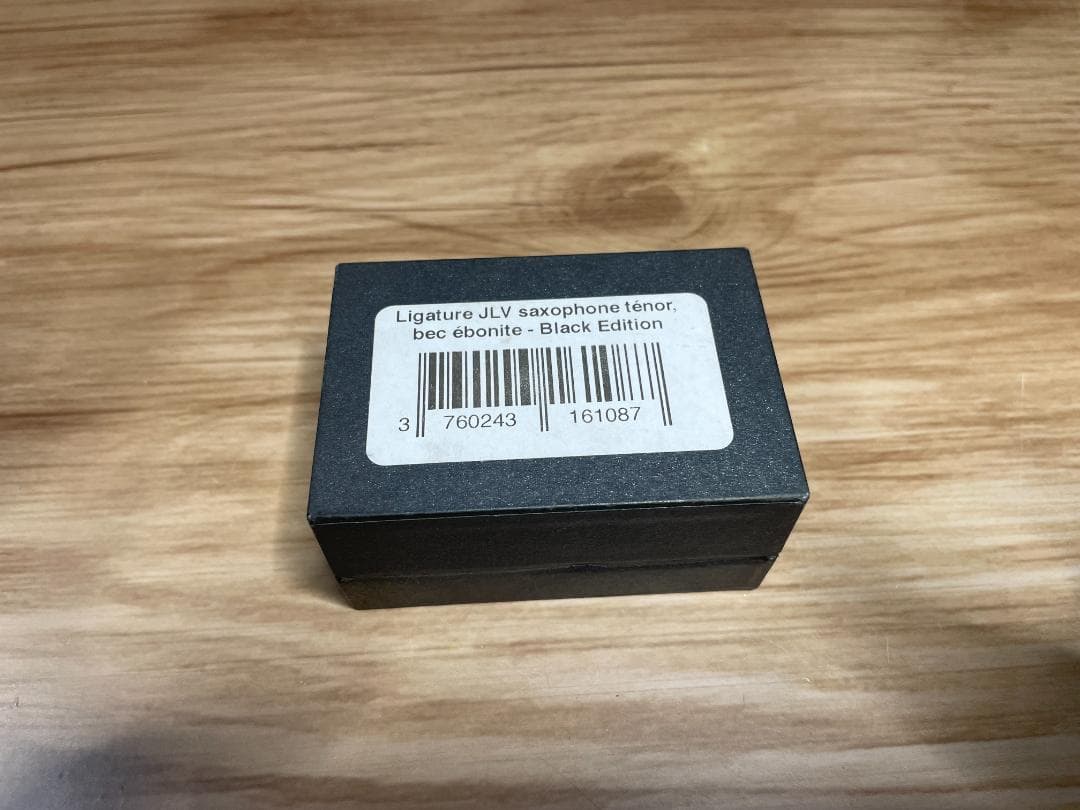 Ligature JLV saxophone ténor,
bec ébonite - Black Edition
3 760243 161087